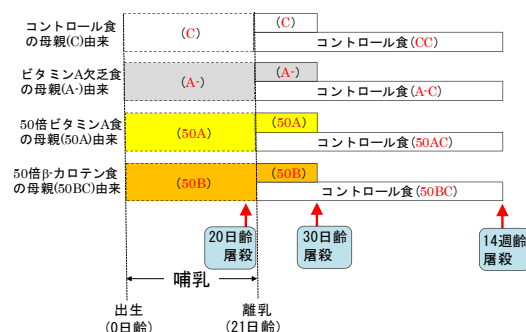 コントロール食
の母親(C)由来
(C)
(C)
コントロール食(CC)
ビタミンA欠乏食
の母親(A-)由来
(A-)
(A-)
コントロール食(A-C)
50倍ビタミンA食
の母親(50A)由来
(50A)
(50A)
コントロール食(50AC)
50倍β-カロテン食
の母親(50BC)由来
(50B)
(50B)
コントロール食(50BC)
20日齢
屠殺
30日齢
屠殺
14週齢
屠殺
哺乳
出生
(0日齢)
離乳
(21日齢)